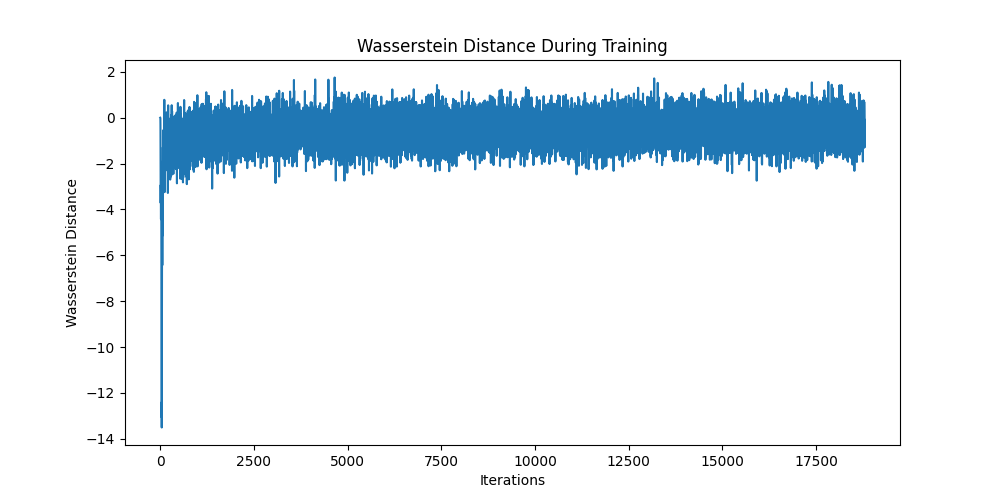 Wasserstein Distance During Training
2
0
−2
−4
−6
−8
−10
−12
−14
Wasserstein Distance
0 2500 5000 7500 10000 12500 15000 17500
Iterations